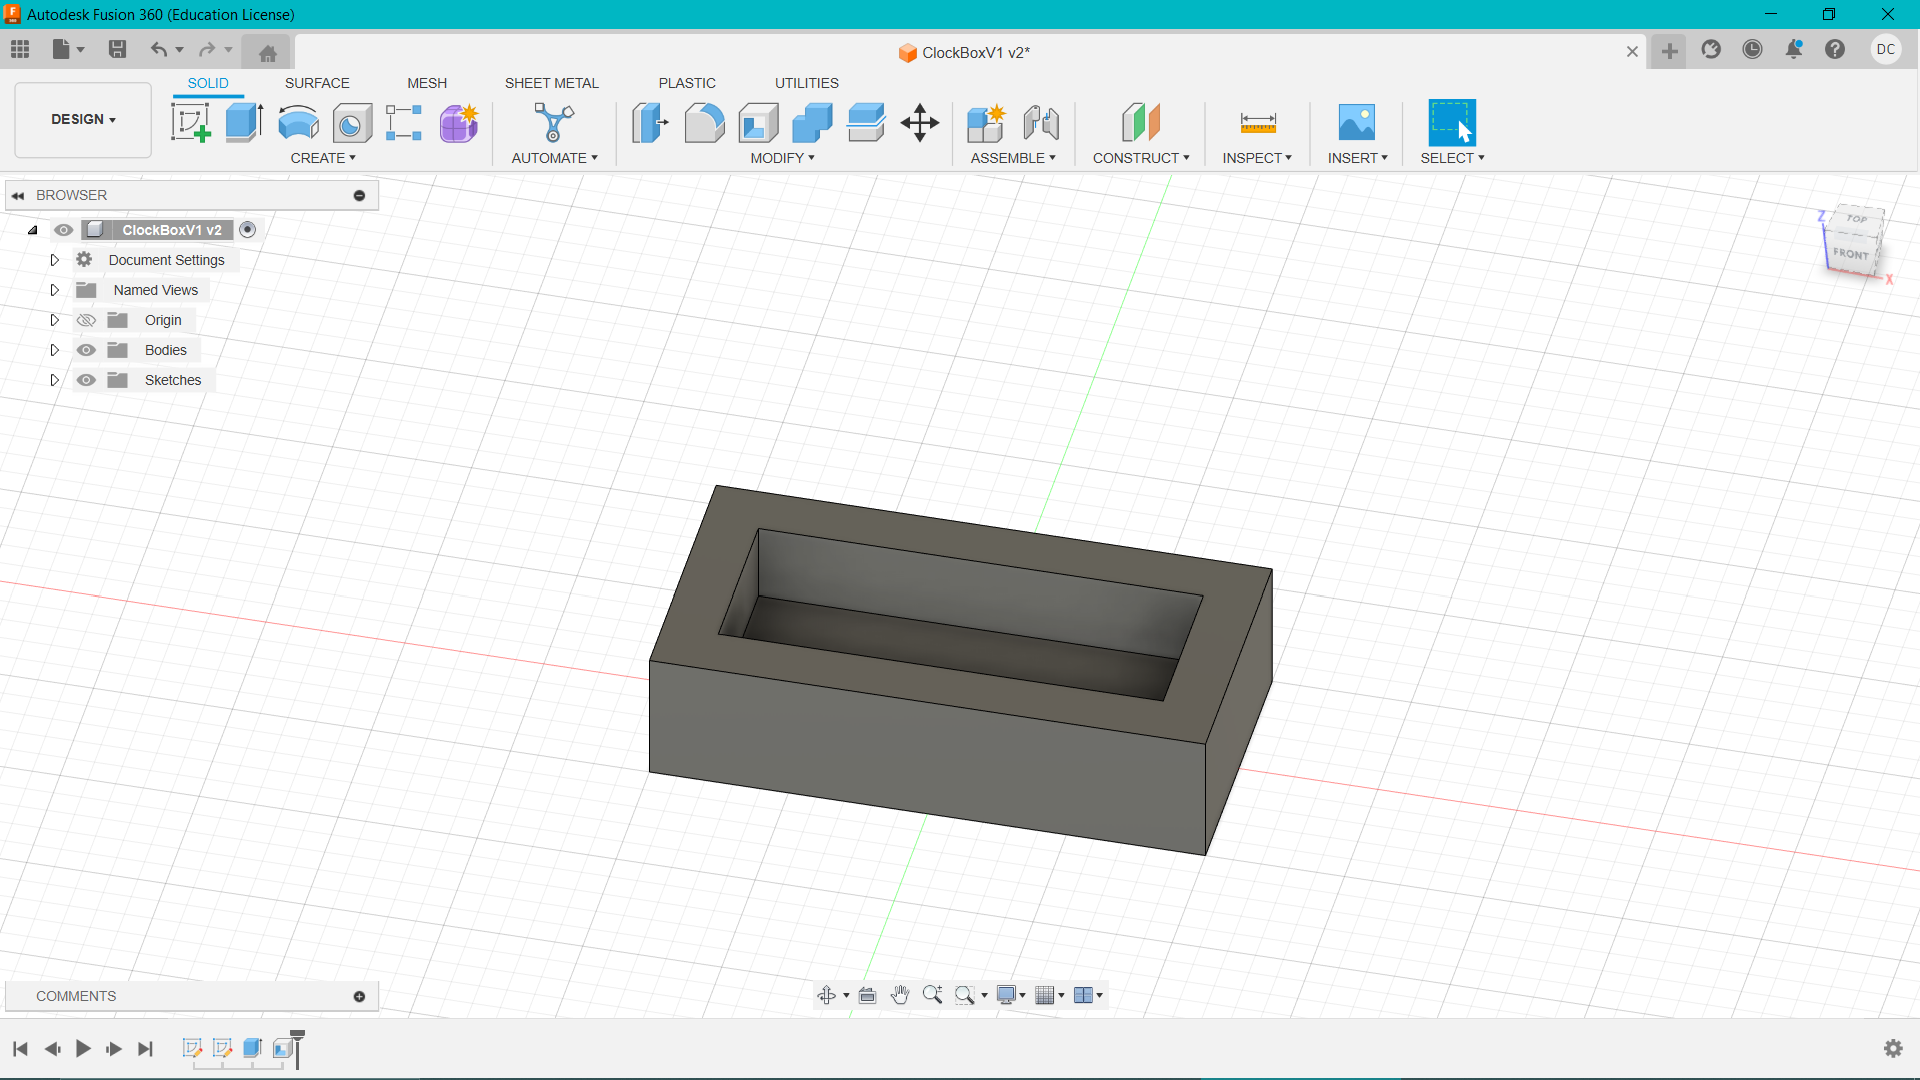 Autodesk Fusion 360 (Education License)
ClockBoxV1 v2*
DC
SOLID SURFACE MESH SHEET METAL PLASTIC UTILITIES
DESIGN
CREATE AUTOMATE MODIFY ASSEMBLE CONSTRUCT INSPECT INSERT SELECT
BROWSER
ClockBoxV1 v2
Document Settings
Named Views
Origin
Bodies
Sketches
Z
TOP
FRONT
X
COMMENTS